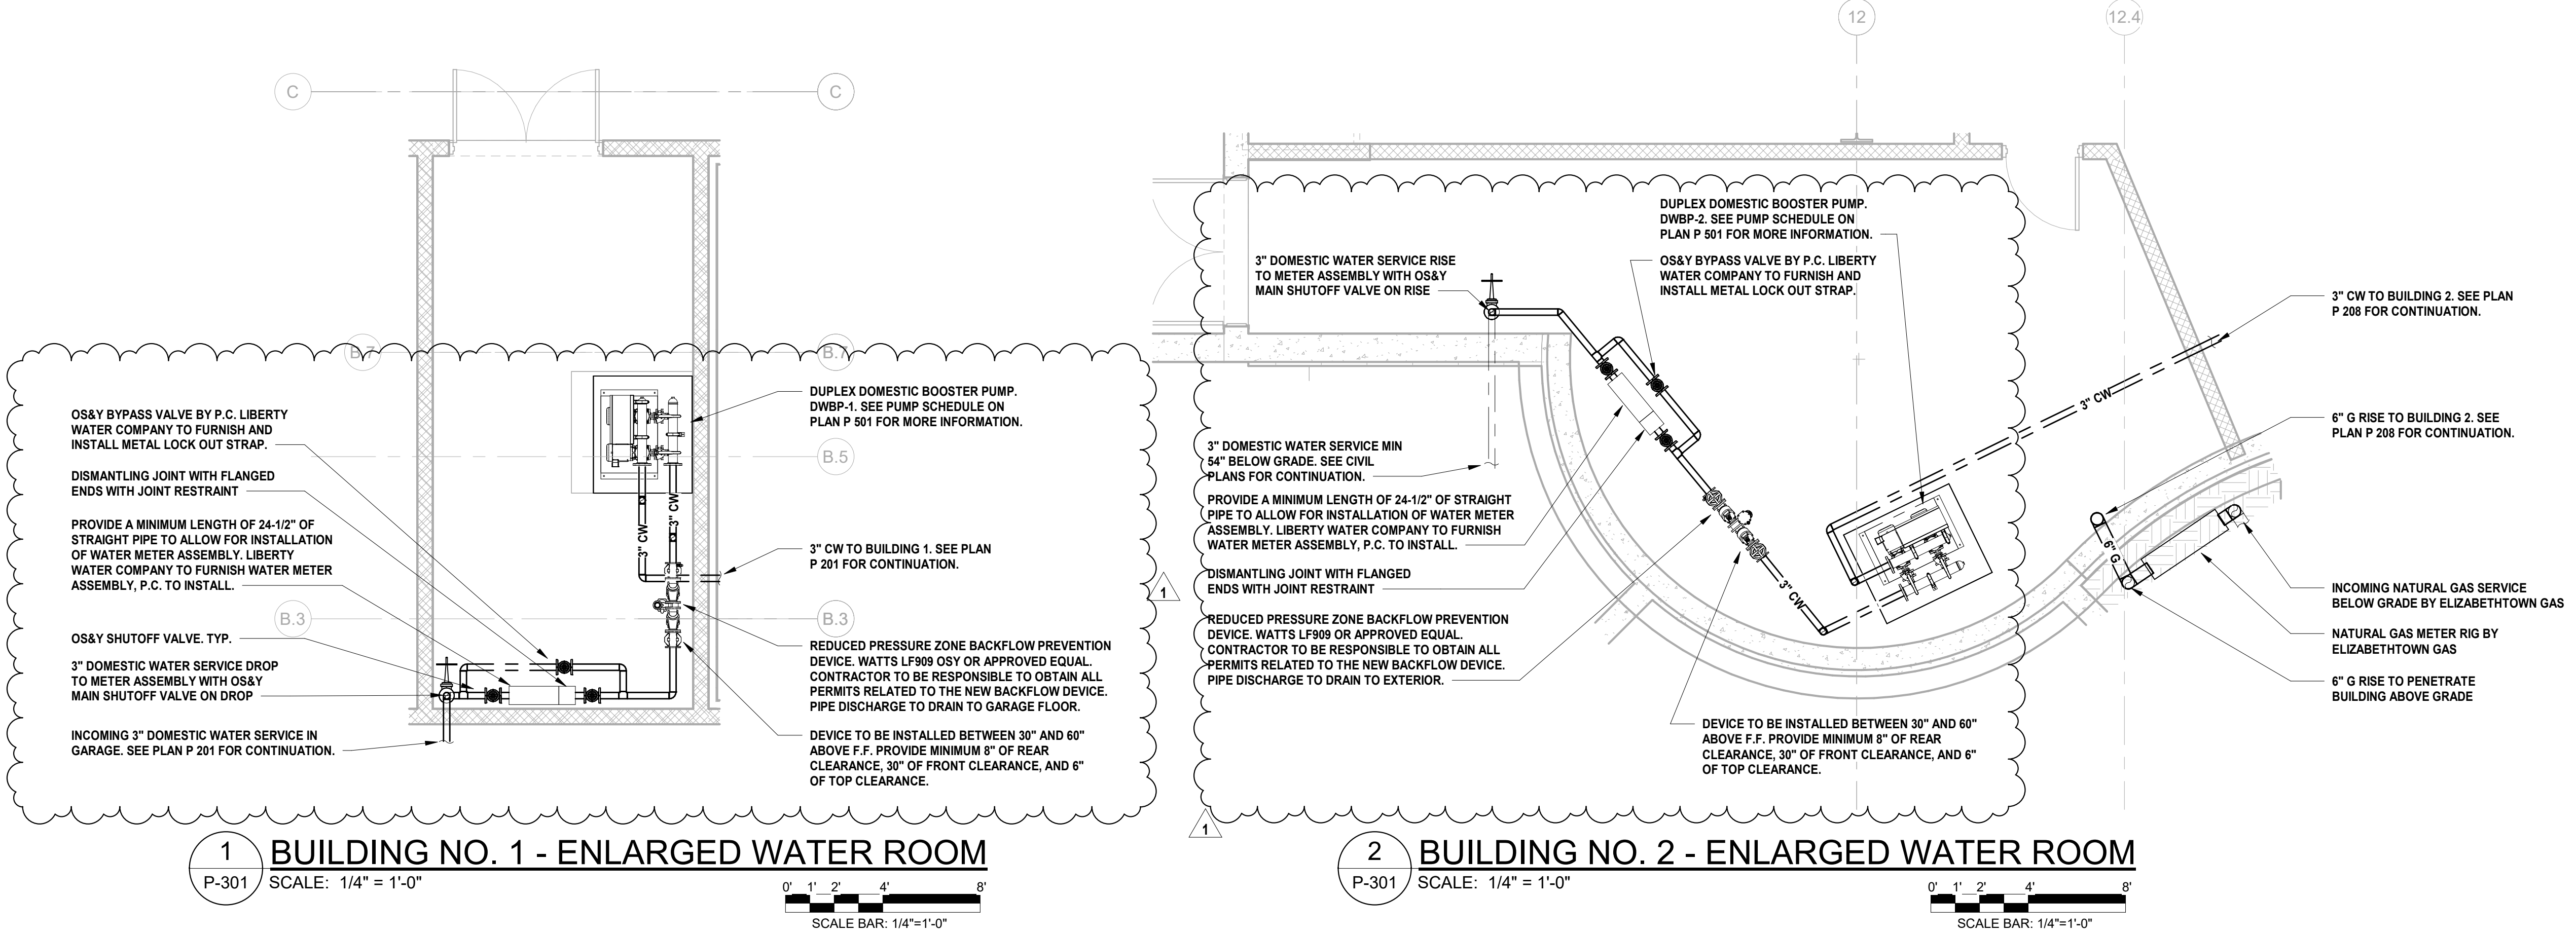 C
C
B.7
B.7
OS&Y BYPASS VALVE BY P.C. LIBERTY
WATER COMPANY TO FURNISH AND
INSTALL METAL LOCK OUT STRAP.
DISMANTLING JOINT WITH FLANGED
ENDS WITH JOINT RESTRAINT
PROVIDE A MINIMUM LENGTH OF 24-1/2" OF
STRAIGHT PIPE TO ALLOW FOR INSTALLATION
OF WATER METER ASSEMBLY. LIBERTY
WATER COMPANY TO FURNISH WATER METER
ASSEMBLY, P.C. TO INSTALL.
B.3
OS&Y SHUTOFF VALVE. TYP.
3" DOMESTIC WATER SERVICE DROP
TO METER ASSEMBLY WITH OS&Y
MAIN SHUTOFF VALVE ON DROP
INCOMING 3" DOMESTIC WATER SERVICE IN
GARAGE. SEE PLAN P 201 FOR CONTINUATION.
3" CW
3" CW
DUPLEX DOMESTIC BOOSTER PUMP.
DWBP-1. SEE PUMP SCHEDULE ON
PLAN P 501 FOR MORE INFORMATION.
B.5
3" CW TO BUILDING 1. SEE PLAN
P 201 FOR CONTINUATION.
B.3
REDUCED PRESSURE ZONE BACKFLOW PREVENTION
DEVICE. WATTS LF909 OSY OR APPROVED EQUAL.
CONTRACTOR TO BE RESPONSIBLE TO OBTAIN ALL
PERMITS RELATED TO THE NEW BACKFLOW DEVICE.
PIPE DISCHARGE TO DRAIN TO GARAGE FLOOR.
DEVICE TO BE INSTALLED BETWEEN 30" AND 60"
ABOVE F.F. PROVIDE MINIMUM 8" OF REAR
CLEARANCE, 30" OF FRONT CLEARANCE, AND 6"
OF TOP CLEARANCE.
1
1
P-301
BUILDING NO. 1 - ENLARGED WATER ROOM
SCALE: 1/4" = 1'-0"
0' 1' 2' 4' 8'
SCALE BAR: 1/4"=1'-0"
12
12.4
DUPLEX DOMESTIC BOOSTER PUMP.
DWBP-2. SEE PUMP SCHEDULE ON
PLAN P 501 FOR MORE INFORMATION.
3" DOMESTIC WATER SERVICE RISE
TO METER ASSEMBLY WITH OS&Y
MAIN SHUTOFF VALVE ON RISE
OS&Y BYPASS VALVE BY P.C. LIBERTY
WATER COMPANY TO FURNISH AND
INSTALL METAL LOCK OUT STRAP.
3" DOMESTIC WATER SERVICE MIN
54" BELOW GRADE. SEE CIVIL
PLANS FOR CONTINUATION.
PROVIDE A MINIMUM LENGTH OF 24-1/2" OF STRAIGHT
PIPE TO ALLOW FOR INSTALLATION OF WATER METER
ASSEMBLY. LIBERTY WATER COMPANY TO FURNISH
WATER METER ASSEMBLY, P.C. TO INSTALL.
DISMANTLING JOINT WITH FLANGED
ENDS WITH JOINT RESTRAINT
REDUCED PRESSURE ZONE BACKFLOW PREVENTION
DEVICE. WATTS LF909 OR APPROVED EQUAL.
CONTRACTOR TO BE RESPONSIBLE TO OBTAIN ALL
PERMITS RELATED TO THE NEW BACKFLOW DEVICE.
PIPE DISCHARGE TO DRAIN TO EXTERIOR.
3" CW
3" CW
6" G
DEVICE TO BE INSTALLED BETWEEN 30" AND 60"
ABOVE F.F. PROVIDE MINIMUM 8" OF REAR
CLEARANCE, 30" OF FRONT CLEARANCE, AND 6"
OF TOP CLEARANCE.
3" CW TO BUILDING 2. SEE PLAN
P 208 FOR CONTINUATION.
6" G RISE TO BUILDING 2. SEE
PLAN P 208 FOR CONTINUATION.
INCOMING NATURAL GAS SERVICE
BELOW GRADE BY ELIZABETHTOWN GAS
NATURAL GAS METER RIG BY
ELIZABETHTOWN GAS
6" G RISE TO PENETRATE
BUILDING ABOVE GRADE
1
2
P-301
BUILDING NO. 2 - ENLARGED WATER ROOM
SCALE: 1/4" = 1'-0"
0' 1' 2' 4' 8'
SCALE BAR: 1/4"=1'-0"